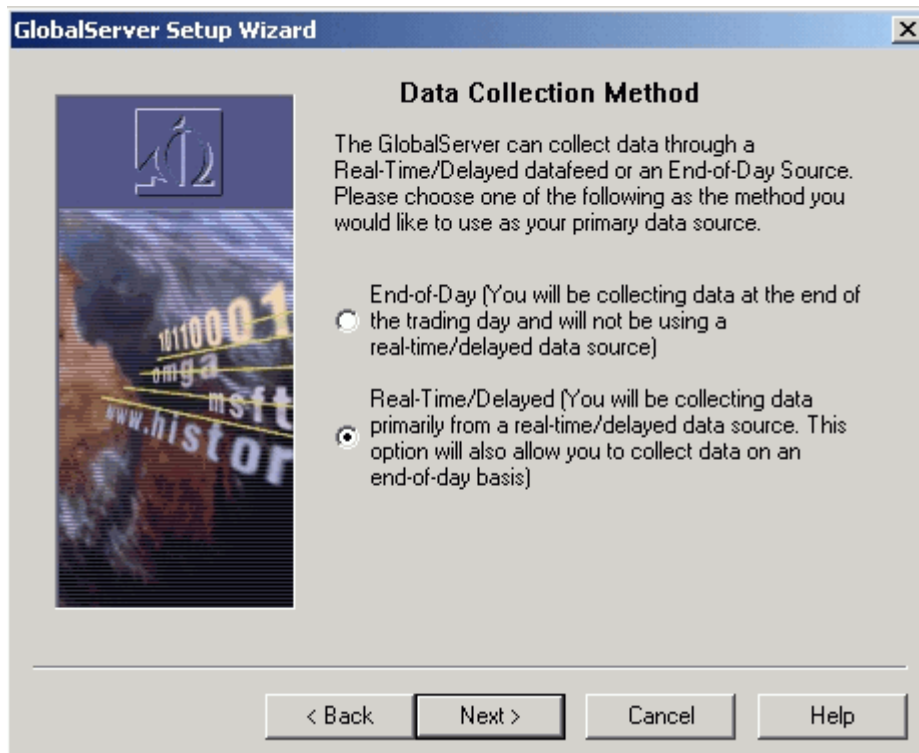 GlobalServer Setup Wizard
Data Collection Method
The GlobalServer can collect data through a
Real-Time/Delayed datafeed or an End-of-Day Source.
Please choose one of the following as the method you
would like to use as your primary data source.
End-of-Day (You will be collecting data at the end of
the trading day and will not be using a
real-time/delayed data source)
Real-Time/Delayed (You will be collecting data
primarily from a real-time/delayed data source. This
option will also allow you to collect data on an
end-of-day basis)
10110001
omga
msft
www.histor
< Back
Next >
Cancel
Help